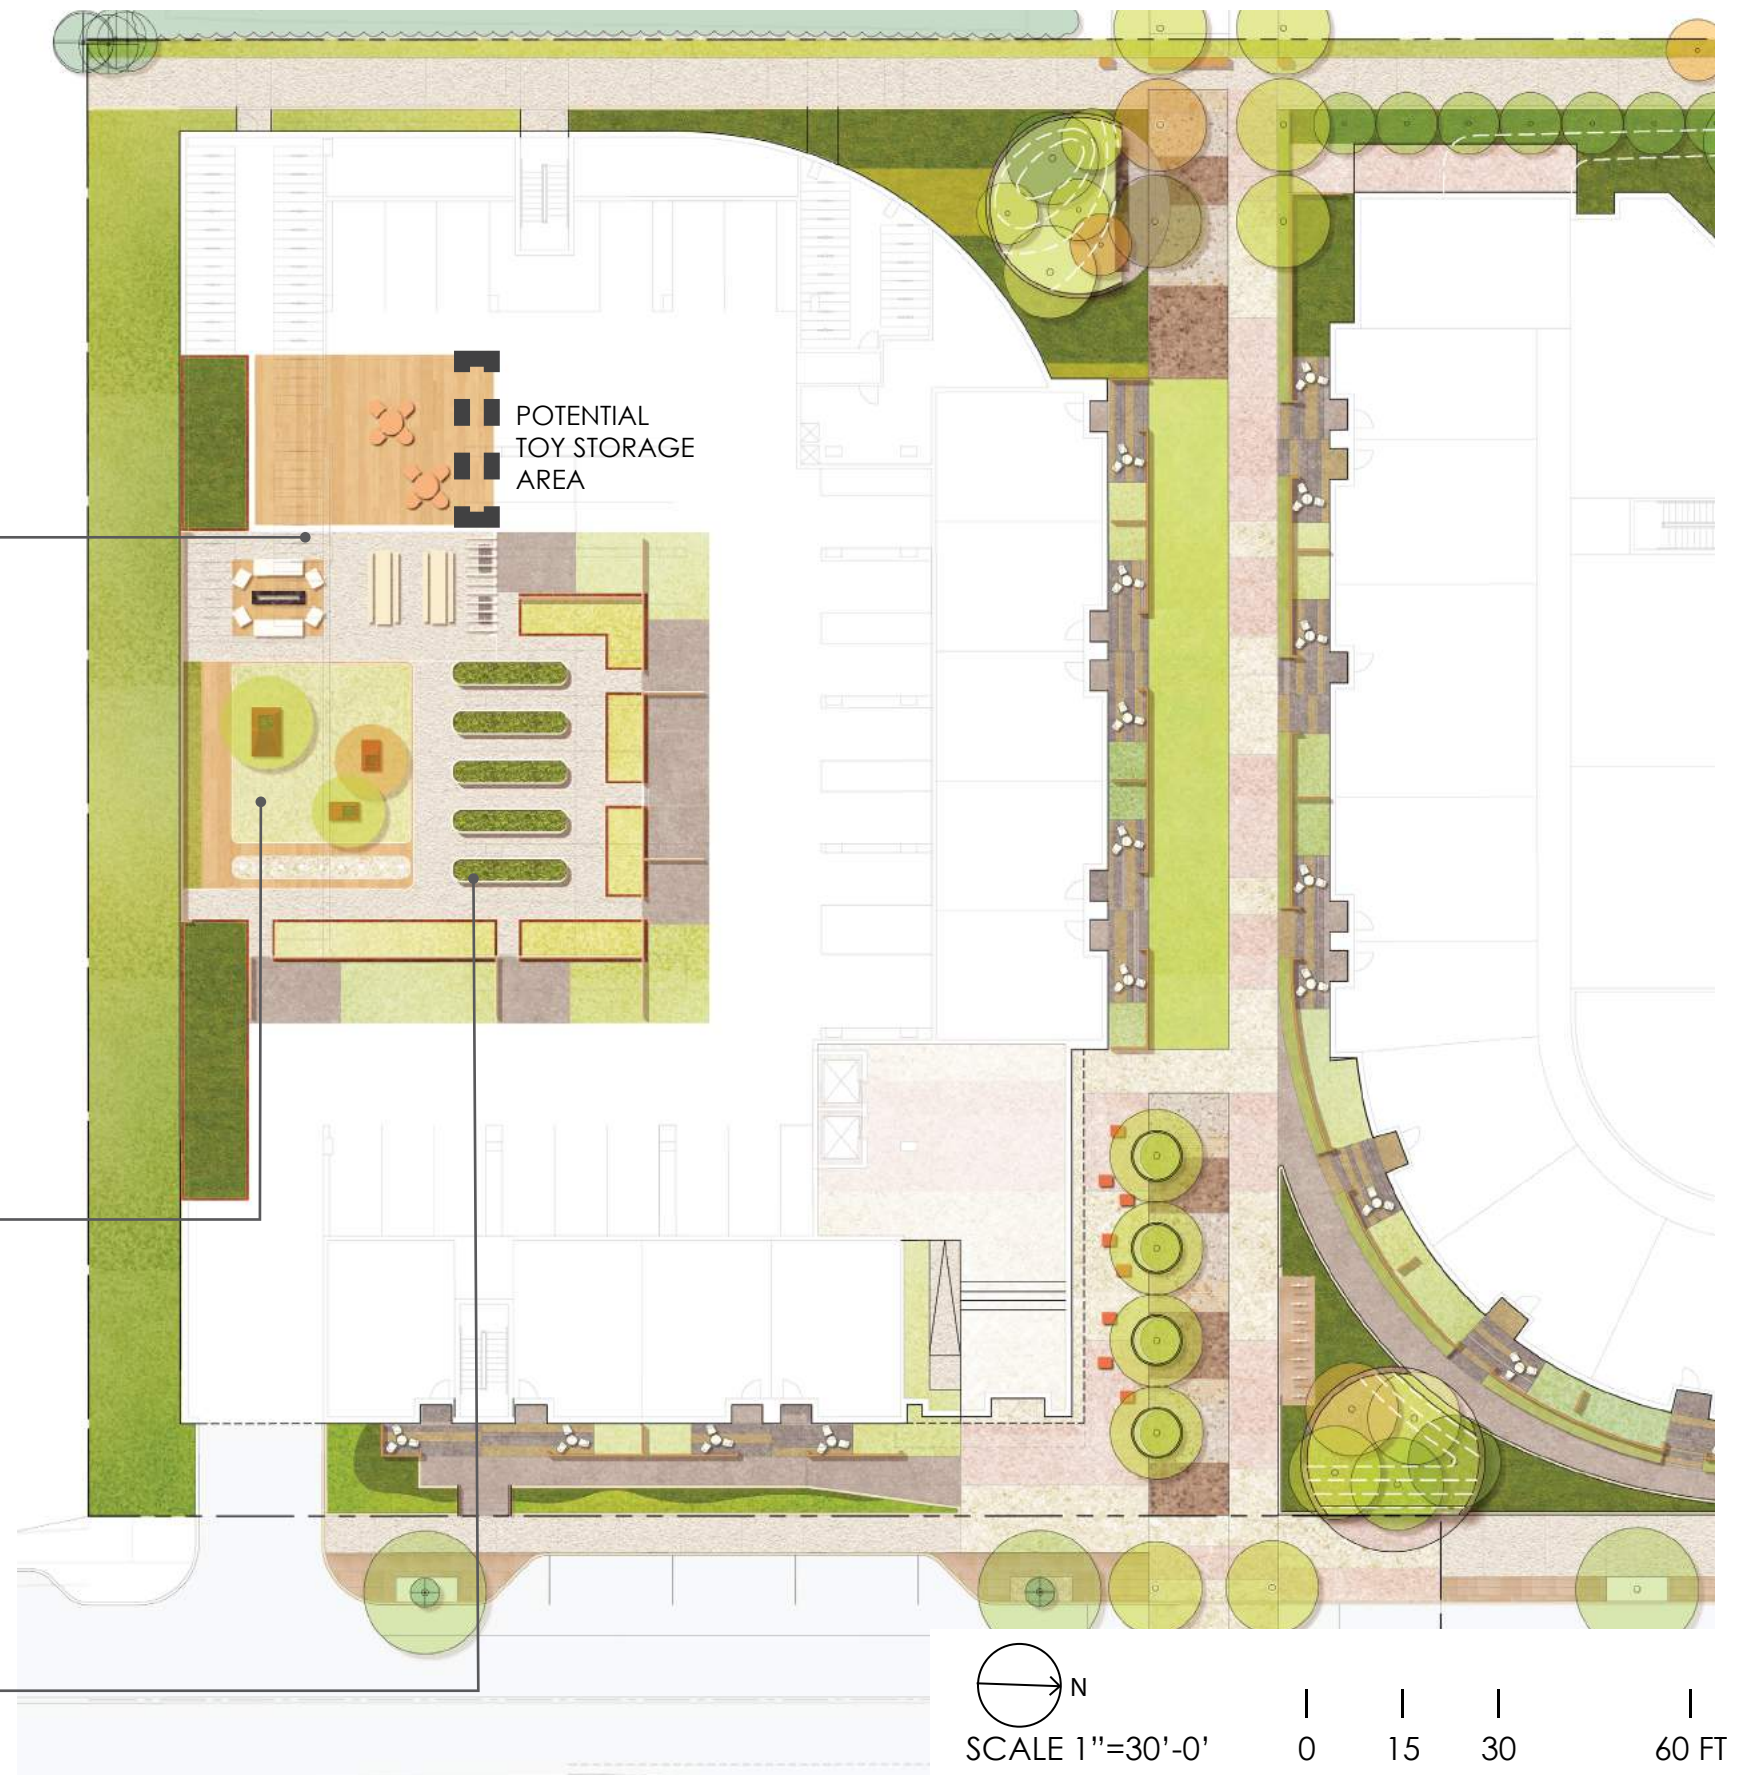 POTENTIAL
TOY STORAGE
AREA
N
SCALE 1’’=30’-0’
0 15 30 60 FT